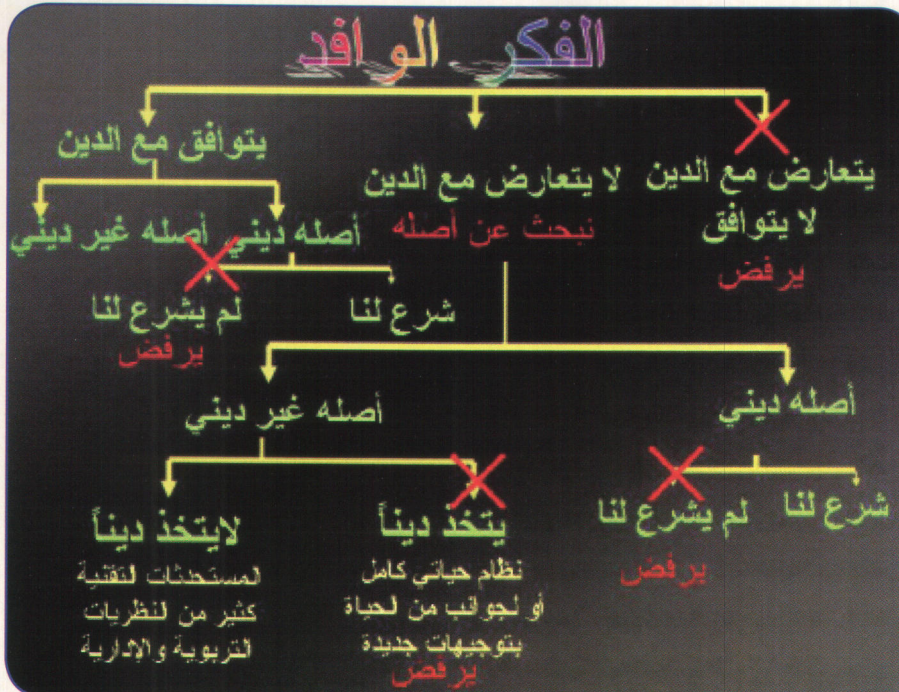 الفكر الوافد
يتعارض مع الدين
لا يتوافق
يرفض
لا يتعارض مع الدين
نبحث عن أصله
يتوافق مع الدين
أصله ديني
أصله غير ديني
شرع لنا
لم يشرع لنا
يرفض
أصله ديني
أصله غير ديني
شرع لنا
لم يشرع لنا
يرفض
يتخذ ديناً
نظام حياتي كامل
أو لجوانب من الحياة
بتوجيهات جديدة
يرفض
لايتخذ ديناً
المستحدثات لتقنية
كثير من لنظريات
التربوية والإدارية